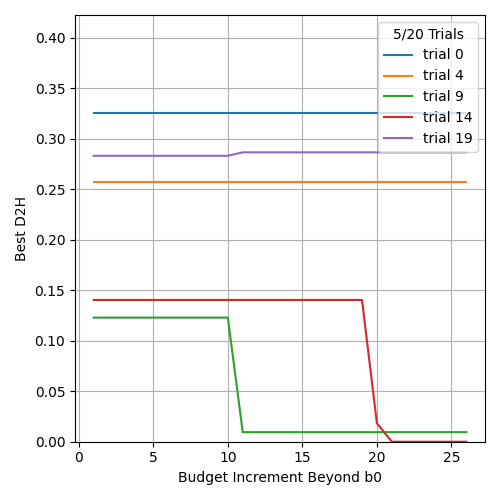 5/20 Trials
trial 0
trial 4
trial 9
trial 14
trial 19
Best D2H
0.40
0.35
0.30
0.25
0.20
0.15
0.10
0.05
0.00
0 5 10 15 20 25
Budget Increment Beyond b0